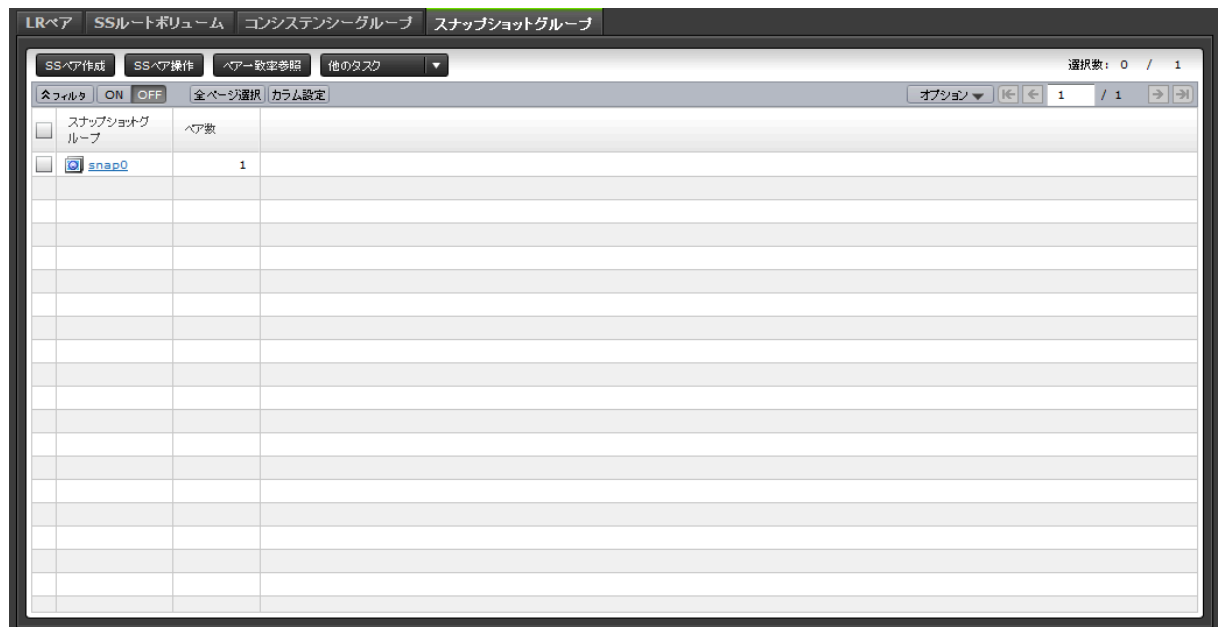 LRペア SSルートボリューム コンシステンシーグループ スナップショットグループ
SSペア作成 SSペア操作 ペア一致率参照 他のタスク ▼ 選択数: 0 / 1
フィルタ ON OFF 全ページ選択 カラム設定 オプション 1 / 1
スナップショットグ
ループ
ペア数
snap0 1